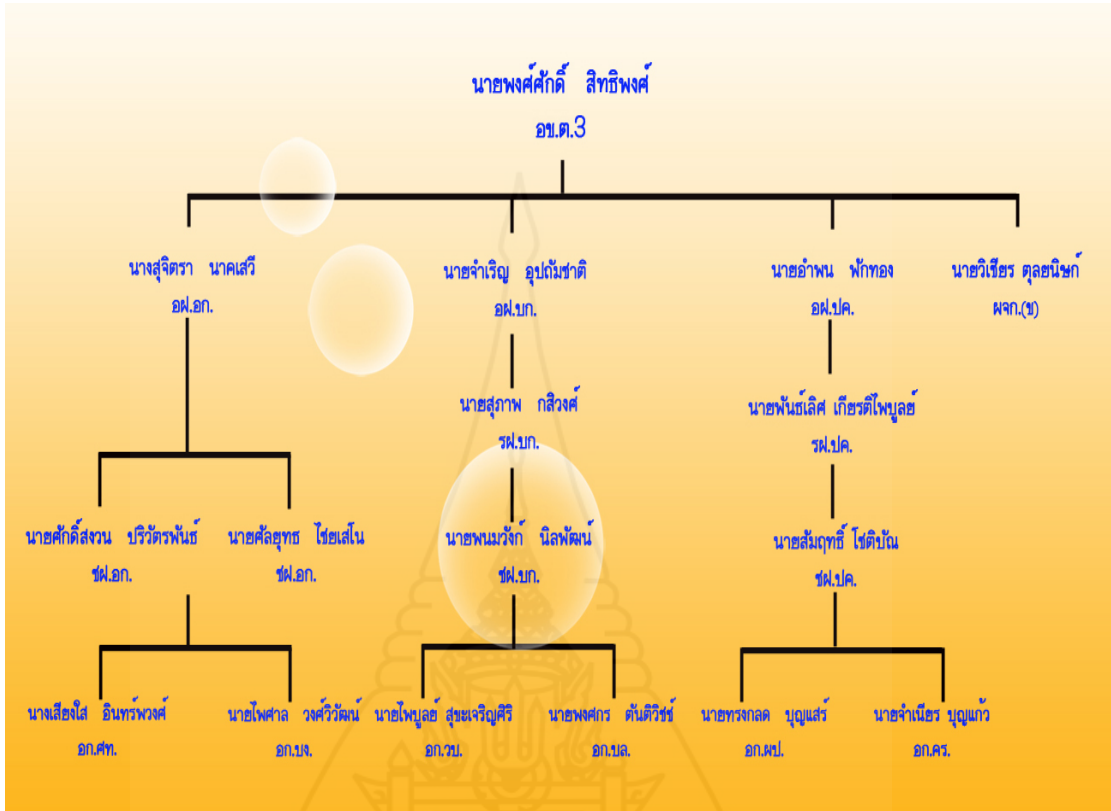 นายพงศ์ศักดิ์ สิทธิพงศ์
อข.ต.3
นางสุจิตรา นาคเสวี
อฝ.อก.
นายจำเริญ อุปถัมชาติ
อฝ.บก.
นายอำพน ฟักทอง
อฝ.ปค.
นายวิเชียร ตุลยนิษก์
ผจก.(ข)
นายสุภาพ กสิวงศ์
รฝ.บก.
นายพันธ์เลิศ เกียรติไพบูลย์
รฝ.ปค.
นายศักดิ์สงวน ปริวัตรพันธ์
ชฝ.อก.
นายศัลยุทธ ไชยเสโน
ชฝ.อก.
นายพนมวังก์ นิลพัฒน์
ชฝ.บก.
นายสัมฤทธิ์ โชติบัณ
ชฝ.ปค.
นางเสียงใส อินทร์พวงศ์
อก.ศท.
นายไพศาล วงศ์วิวัฒน์
อก.บง.
นายไพบูลย์ สุขะเจริญศิริ
อก.วบ.
นายพงศกร ตันติวิชช์
อก.บล.
นายทรงกลด บุญแสร์
อก.ผป.
นายจำเนียร บุญแก้ว
อก.คร.